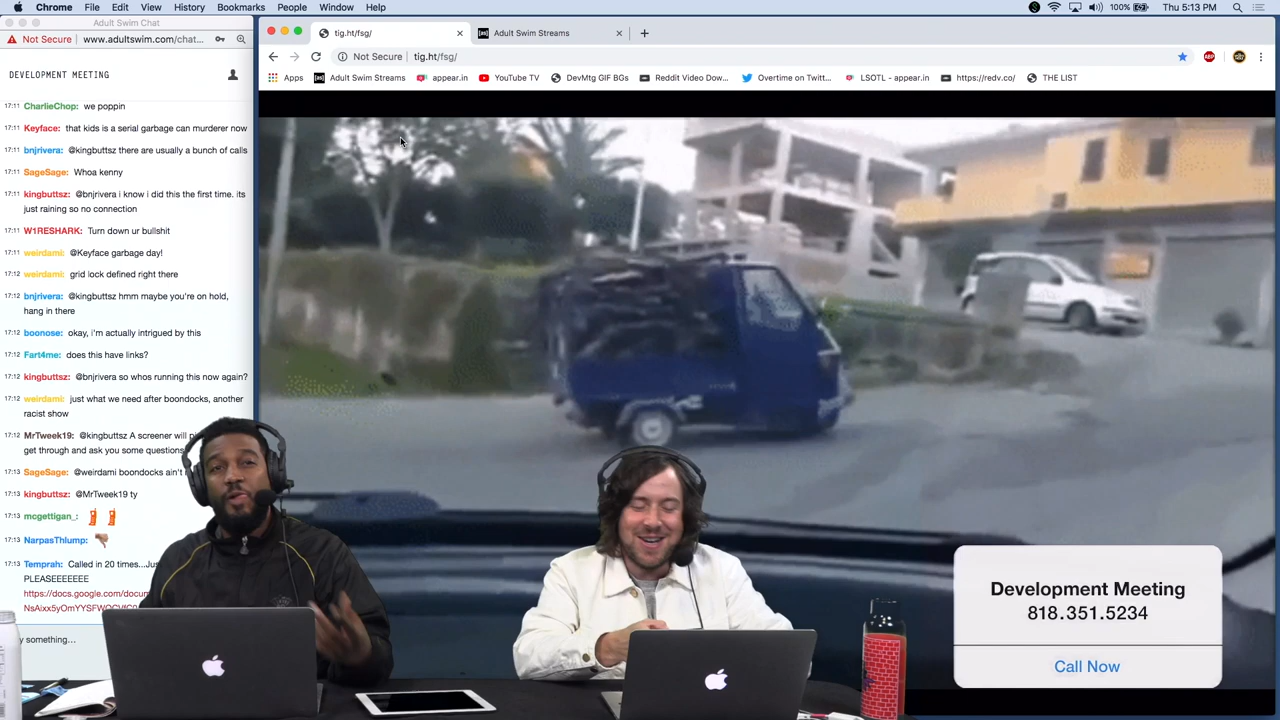 Chrome File Edit View History Bookmarks People Window Help
100% Thu 5:13 PM
Adult Swim Chat
Not Secure www.adultswim.com/chat...
DEVELOPMENT MEETING
17:11 CharlieChop: we poppin
17:11 Keyface: that kids is a serial garbage can murderer now
17:11 bnjrivera: @kingbuttsz there are usually a bunch of calls
17:11 SageSage: Whoa kenny
17:11 kingbuttsz: @bnjrivera i know i did this the first time. its
just raining so no connection
17:11 W1RESHARK: Turn down ur bullshit
17:11 weirdami: @Keyface garbage day!
17:12 weirdami: grid lock defined right there
17:12 bnjrivera: @kingbuttsz hmm maybe you're on hold,
hang in there
17:12 boonose: okay, i'm actually intrigued by this
17:12 Fart4me: does this have links?
17:12 kingbuttsz: @bnjrivera so whos running this now again?
17:12 weirdami: just what we need after boondocks, another
racist show
17:12 MrTweek19: @kingbuttsz A screener will
get through and ask you some questions
17:13 SageSage: @weirdami boondocks ain't
17:13 kingbuttsz: @MrTweek19 ty
17:13 mcgettigan_:
17:13 NarpasThlump:
17:13 Temprah: Called in 20 times...
PLEASEEEEEE
https://docs.google.com/
something...
tig.ht/fsg/
Adult Swim Streams
Not Secure tig.ht/fsg/
ABP
Apps Adult Swim Streams appear.in YouTube TV DevMtg GIF BGs Reddit Video Dow... Overtime on Twitt... LSOTL - appear.in https://redv.co/ THE LIST
Development Meeting
818.351.5234
Call Now